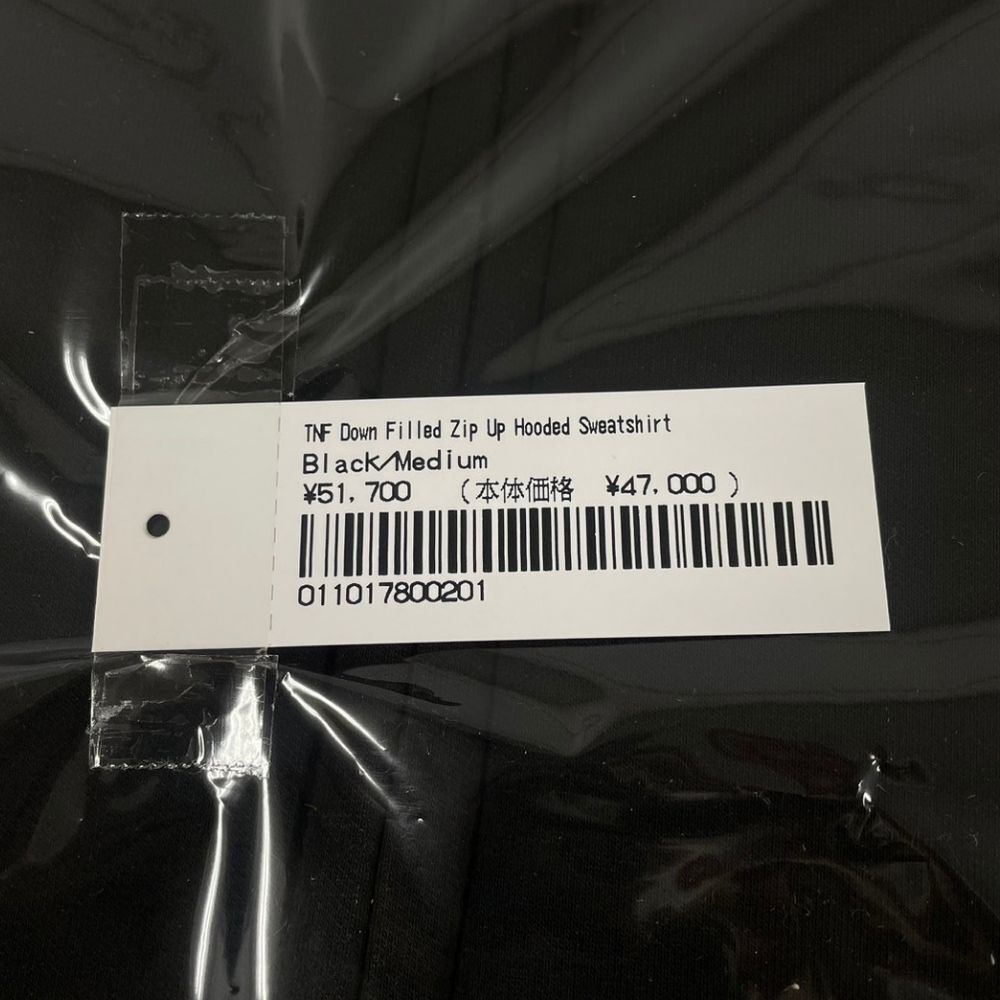 TNF Down Filled Zip Up Hooded Sweatshirt
Black/Medium
¥51,700 (本体価格 ¥47,000)
011017800201